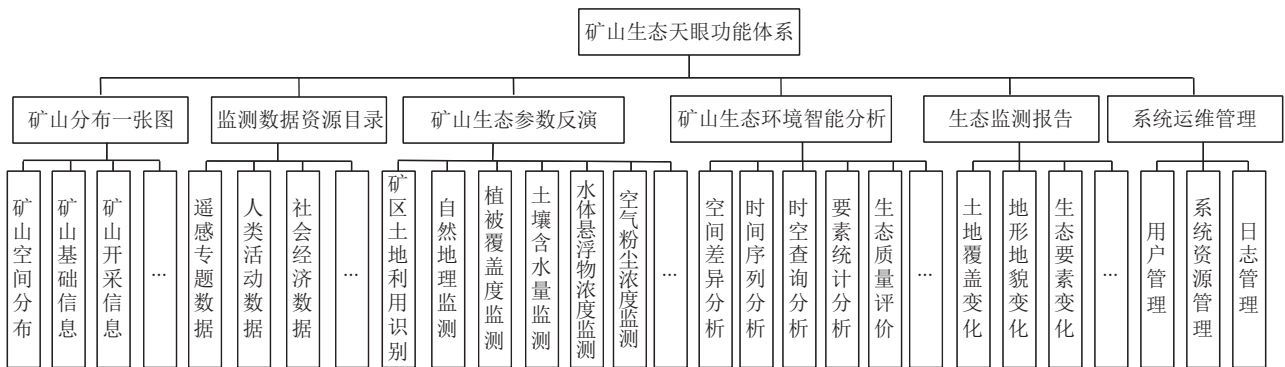 矿山生态天眼功能体系
矿山分布一张图
监测数据资源目录
矿山生态参数反演
矿山生态环境智能分析
生态监测报告
系统运维管理
矿山空间分布
矿山基础信息
矿山开采信息
...
遥感专题数据
人类活动数据
社会经济数据
...
矿区土地利用识别
自然地理监测
植被覆盖度监测
土壤含水量监测
水体悬浮物浓度监测
空气粉尘浓度监测
...
空间差异分析
时间序列分析
时空查询分析
要素统计分析
生态质量评价
...
土地覆盖变化
地形地貌变化
生态要素变化
...
用户管理
系统资源管理
日志管理